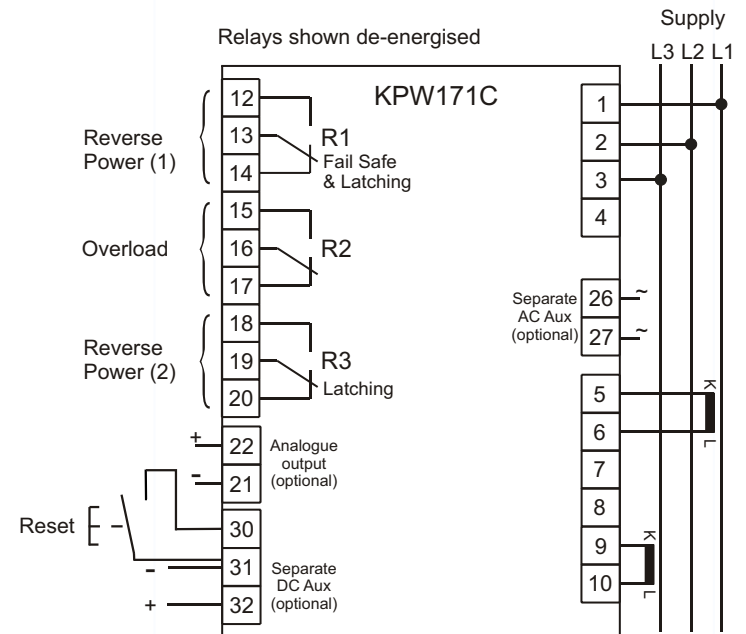 Supply
Relays shown de-energised
L3 L2 L1
KPW171C
12
13
14
Reverse
Power (1)
R1
Fail Safe
& Latching
15
16
17
Overload
R2
18
19
20
Reverse
Power (2)
R3
Latching
+ 22
- 21
Analogue
output
(optional)
Reset
30
- 31
+ 32
Separate
DC Aux
(optional)
1
2
3
4
Separate
AC Aux
(optional)
26 ~
27 ~
5
6
K
L
7
8
9
10
K
L